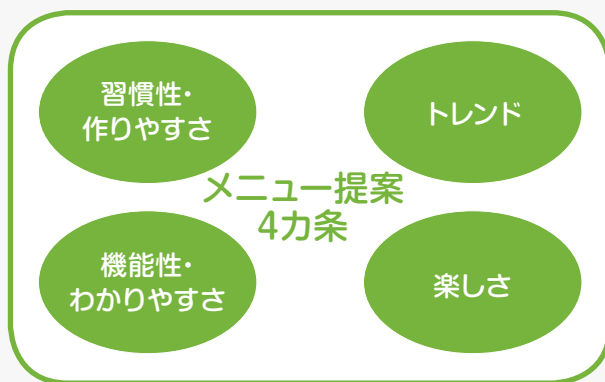 習慣性・
作りやすさ
トレンド
メニュー提案
4カ条
機能性・
わかりやすさ
楽しさ